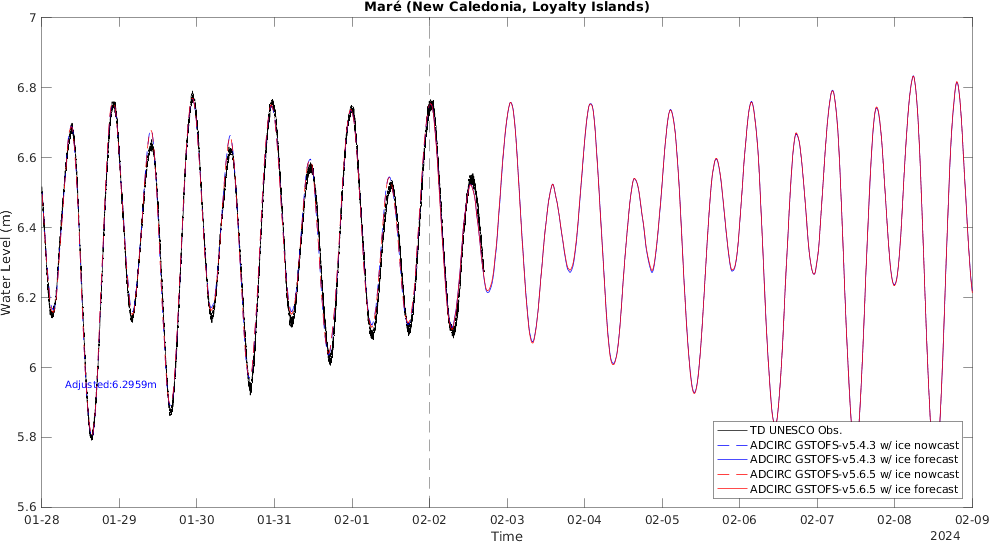 Maré (New Caledonia, Loyalty Islands)
7
6.8
6.6
6.4
6.2
6
5.8
5.6
Water Level (m)
Adjusted:6.2959m
TD UNESCO Obs.
ADCIRC GSTOFS-v5.4.3 w/ ice nowcast
ADCIRC GSTOFS-v5.4.3 w/ ice forecast
ADCIRC GSTOFS-v5.6.5 w/ ice nowcast
ADCIRC GSTOFS-v5.6.5 w/ ice forecast
01-28 01-29 01-30 01-31 02-01 02-02 02-03 02-04 02-05 02-06 02-07 02-08 02-09
Time
2024